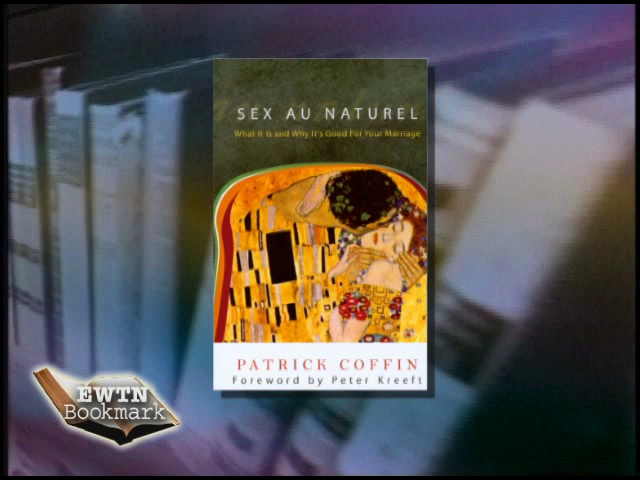 SEX AU NATUREL
What It Is and Why It's Good For Your Marriage
PATRICK COFFIN
Foreword by Peter Kreeft
EWTN
Bookmark